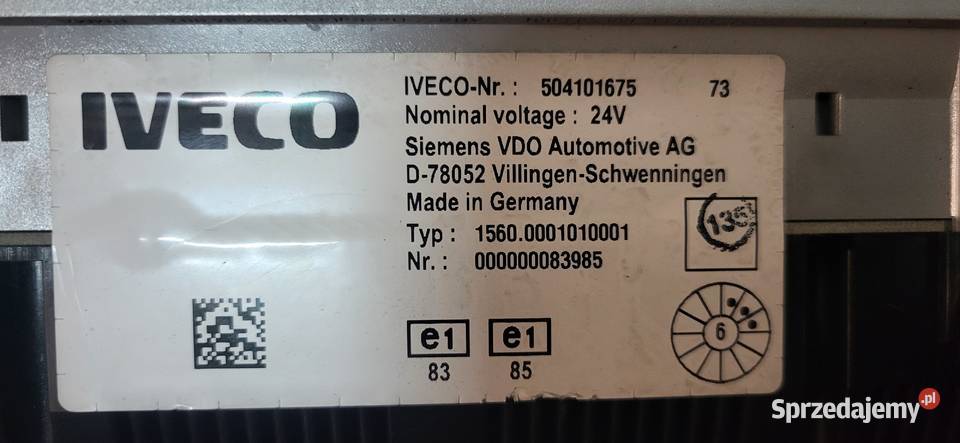 IVECO
IVECO-Nr. : 504101675 73
Nominal voltage : 24V
Siemens VDO Automotive AG
D-78052 Villingen-Schwenningen
Made in Germany
Typ : 1560.0001010001
Nr. : 000000083985
135
e1 e1
83 85
6
Sprzedajemy.pl